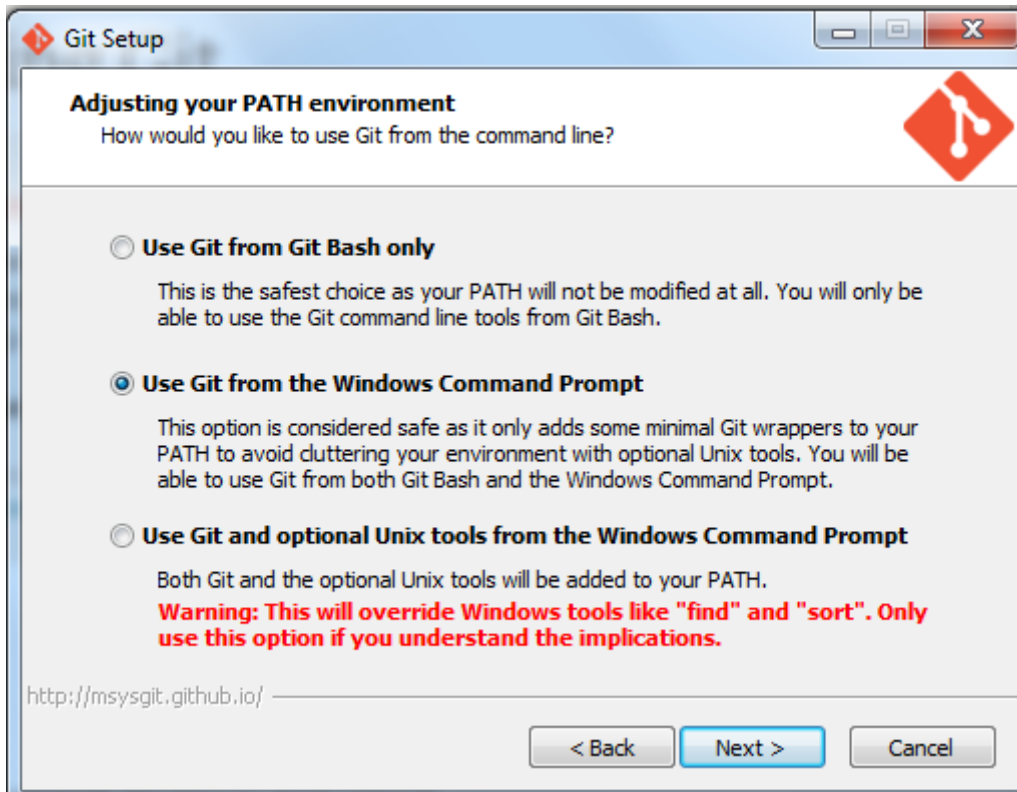 Git Setup
Adjusting your PATH environment
How would you like to use Git from the command line?
Use Git from Git Bash only
This is the safest choice as your PATH will not be modified at all. You will only be
able to use the Git command line tools from Git Bash.
Use Git from the Windows Command Prompt
This option is considered safe as it only adds some minimal Git wrappers to your
PATH to avoid cluttering your environment with optional Unix tools. You will be
able to use Git from both Git Bash and the Windows Command Prompt.
Use Git and optional Unix tools from the Windows Command Prompt
Both Git and the optional Unix tools will be added to your PATH.
Warning: This will override Windows tools like "find" and "sort". Only
use this option if you understand the implications.
http://msysgit.github.io/
< Back Next > Cancel